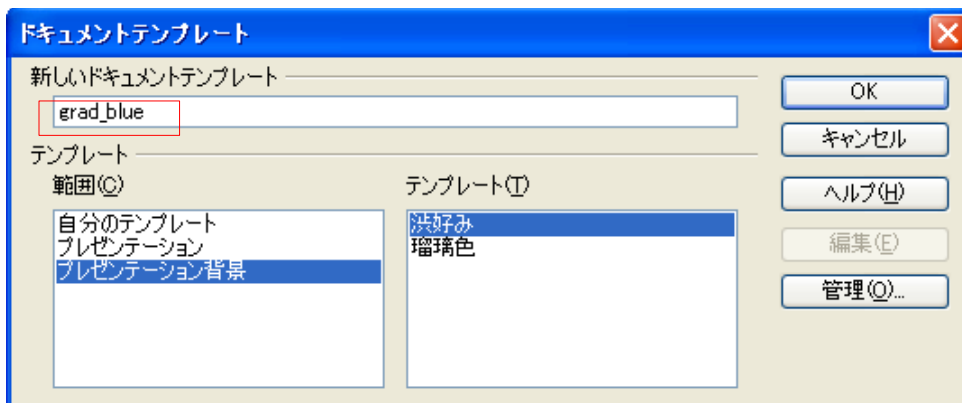 ドキュメントテンプレート
新しいドキュメントテンプレート
grad_blue
OK
キャンセル
テンプレート
範囲(C)
テンプレート(T)
ヘルプ(H)
自分のテンプレート
プレゼンテーション
プレゼンテーション背景
渋好み
瑠璃色
編集(E)
管理(O)...